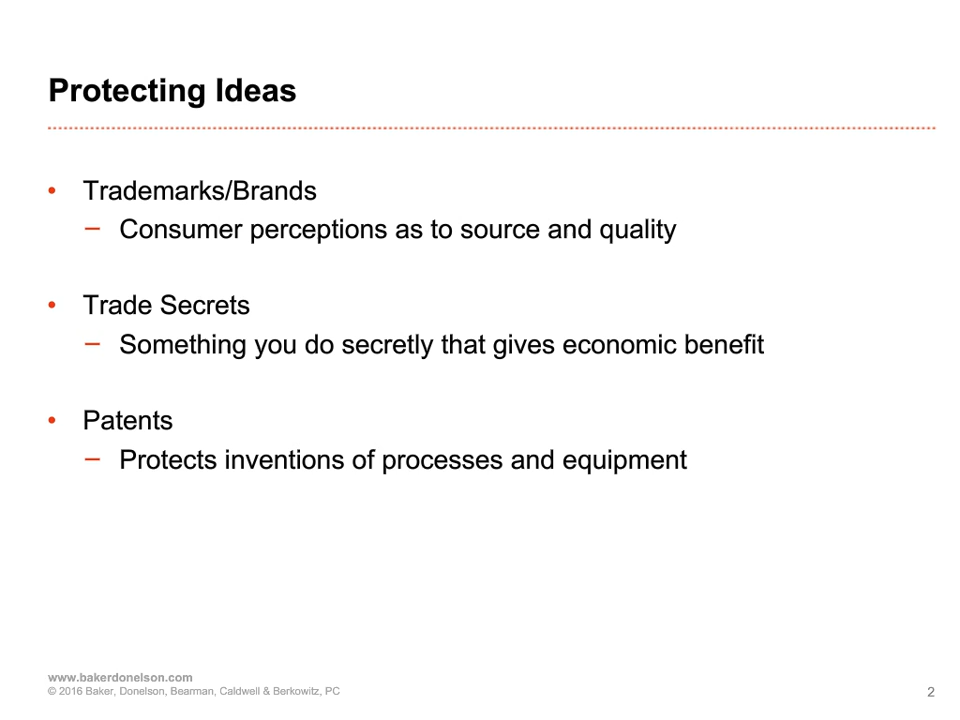 Protecting Ideas
• Trademarks/Brands
– Consumer perceptions as to source and quality
• Trade Secrets
– Something you do secretly that gives economic benefit
• Patents
– Protects inventions of processes and equipment
www.bakerdonelson.com
© 2016 Baker, Donelson, Bearman, Caldwell & Berkowitz, PC
2